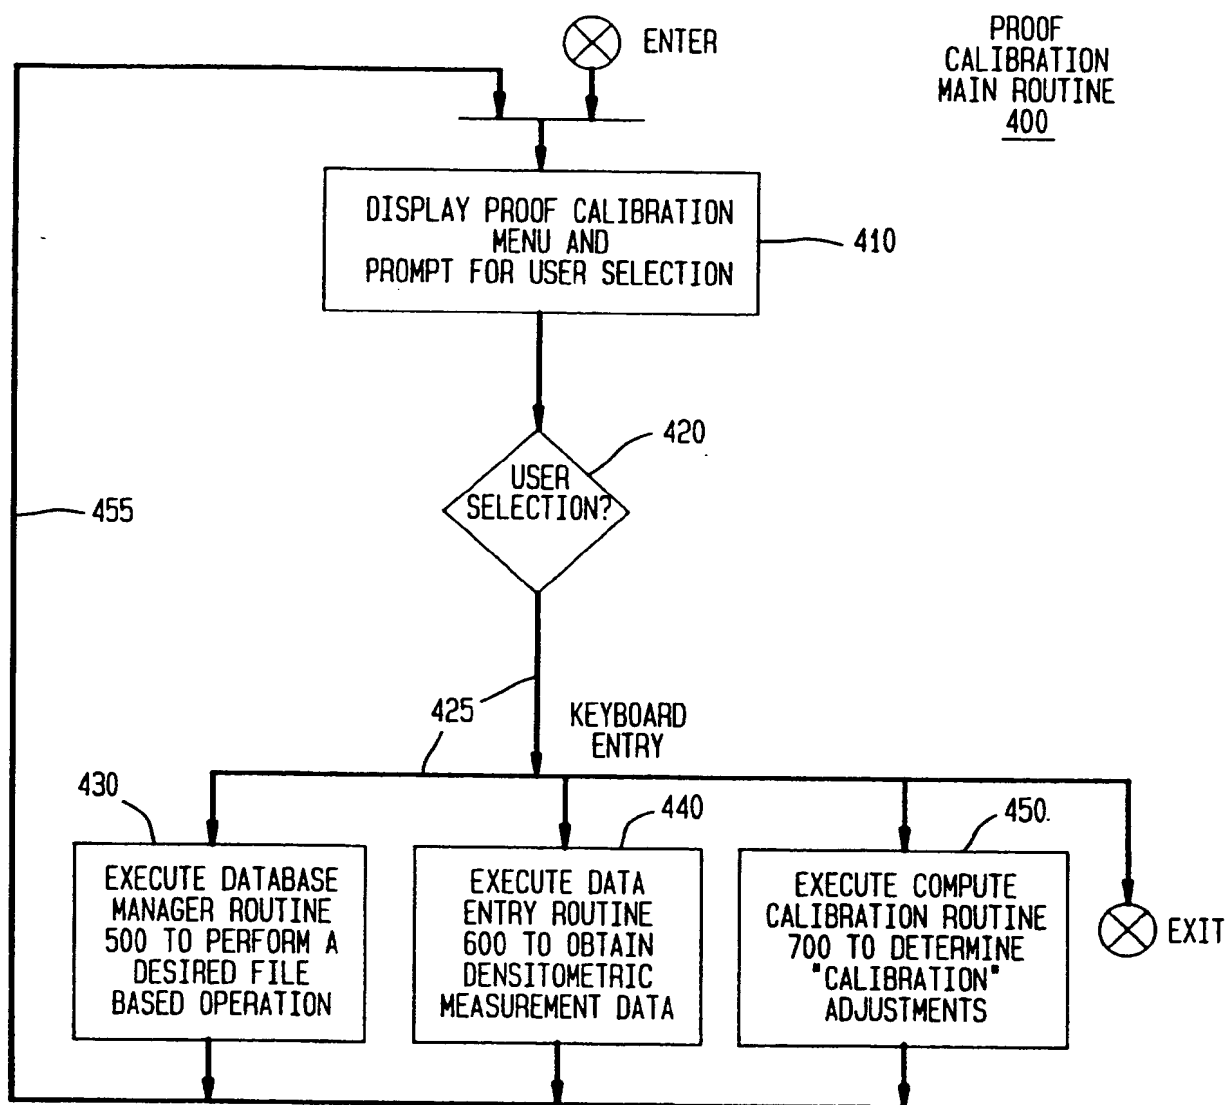 ENTER
PROOF
CALIBRATION
MAIN ROUTINE
400
DISPLAY PROOF CALIBRATION
MENU AND
PROMPT FOR USER SELECTION
410
420
USER
SELECTION?
455
425
KEYBOARD
ENTRY
430
440
450.
EXECUTE DATABASE
MANAGER ROUTINE
500 TO PERFORM A
DESIRED FILE
BASED OPERATION
EXECUTE DATA
ENTRY ROUTINE
600 TO OBTAIN
DENSITOMETRIC
MEASUREMENT DATA
EXECUTE COMPUTE
CALIBRATION ROUTINE
700 TO DETERMINE
"CALIBRATION"
ADJUSTMENTS
EXIT